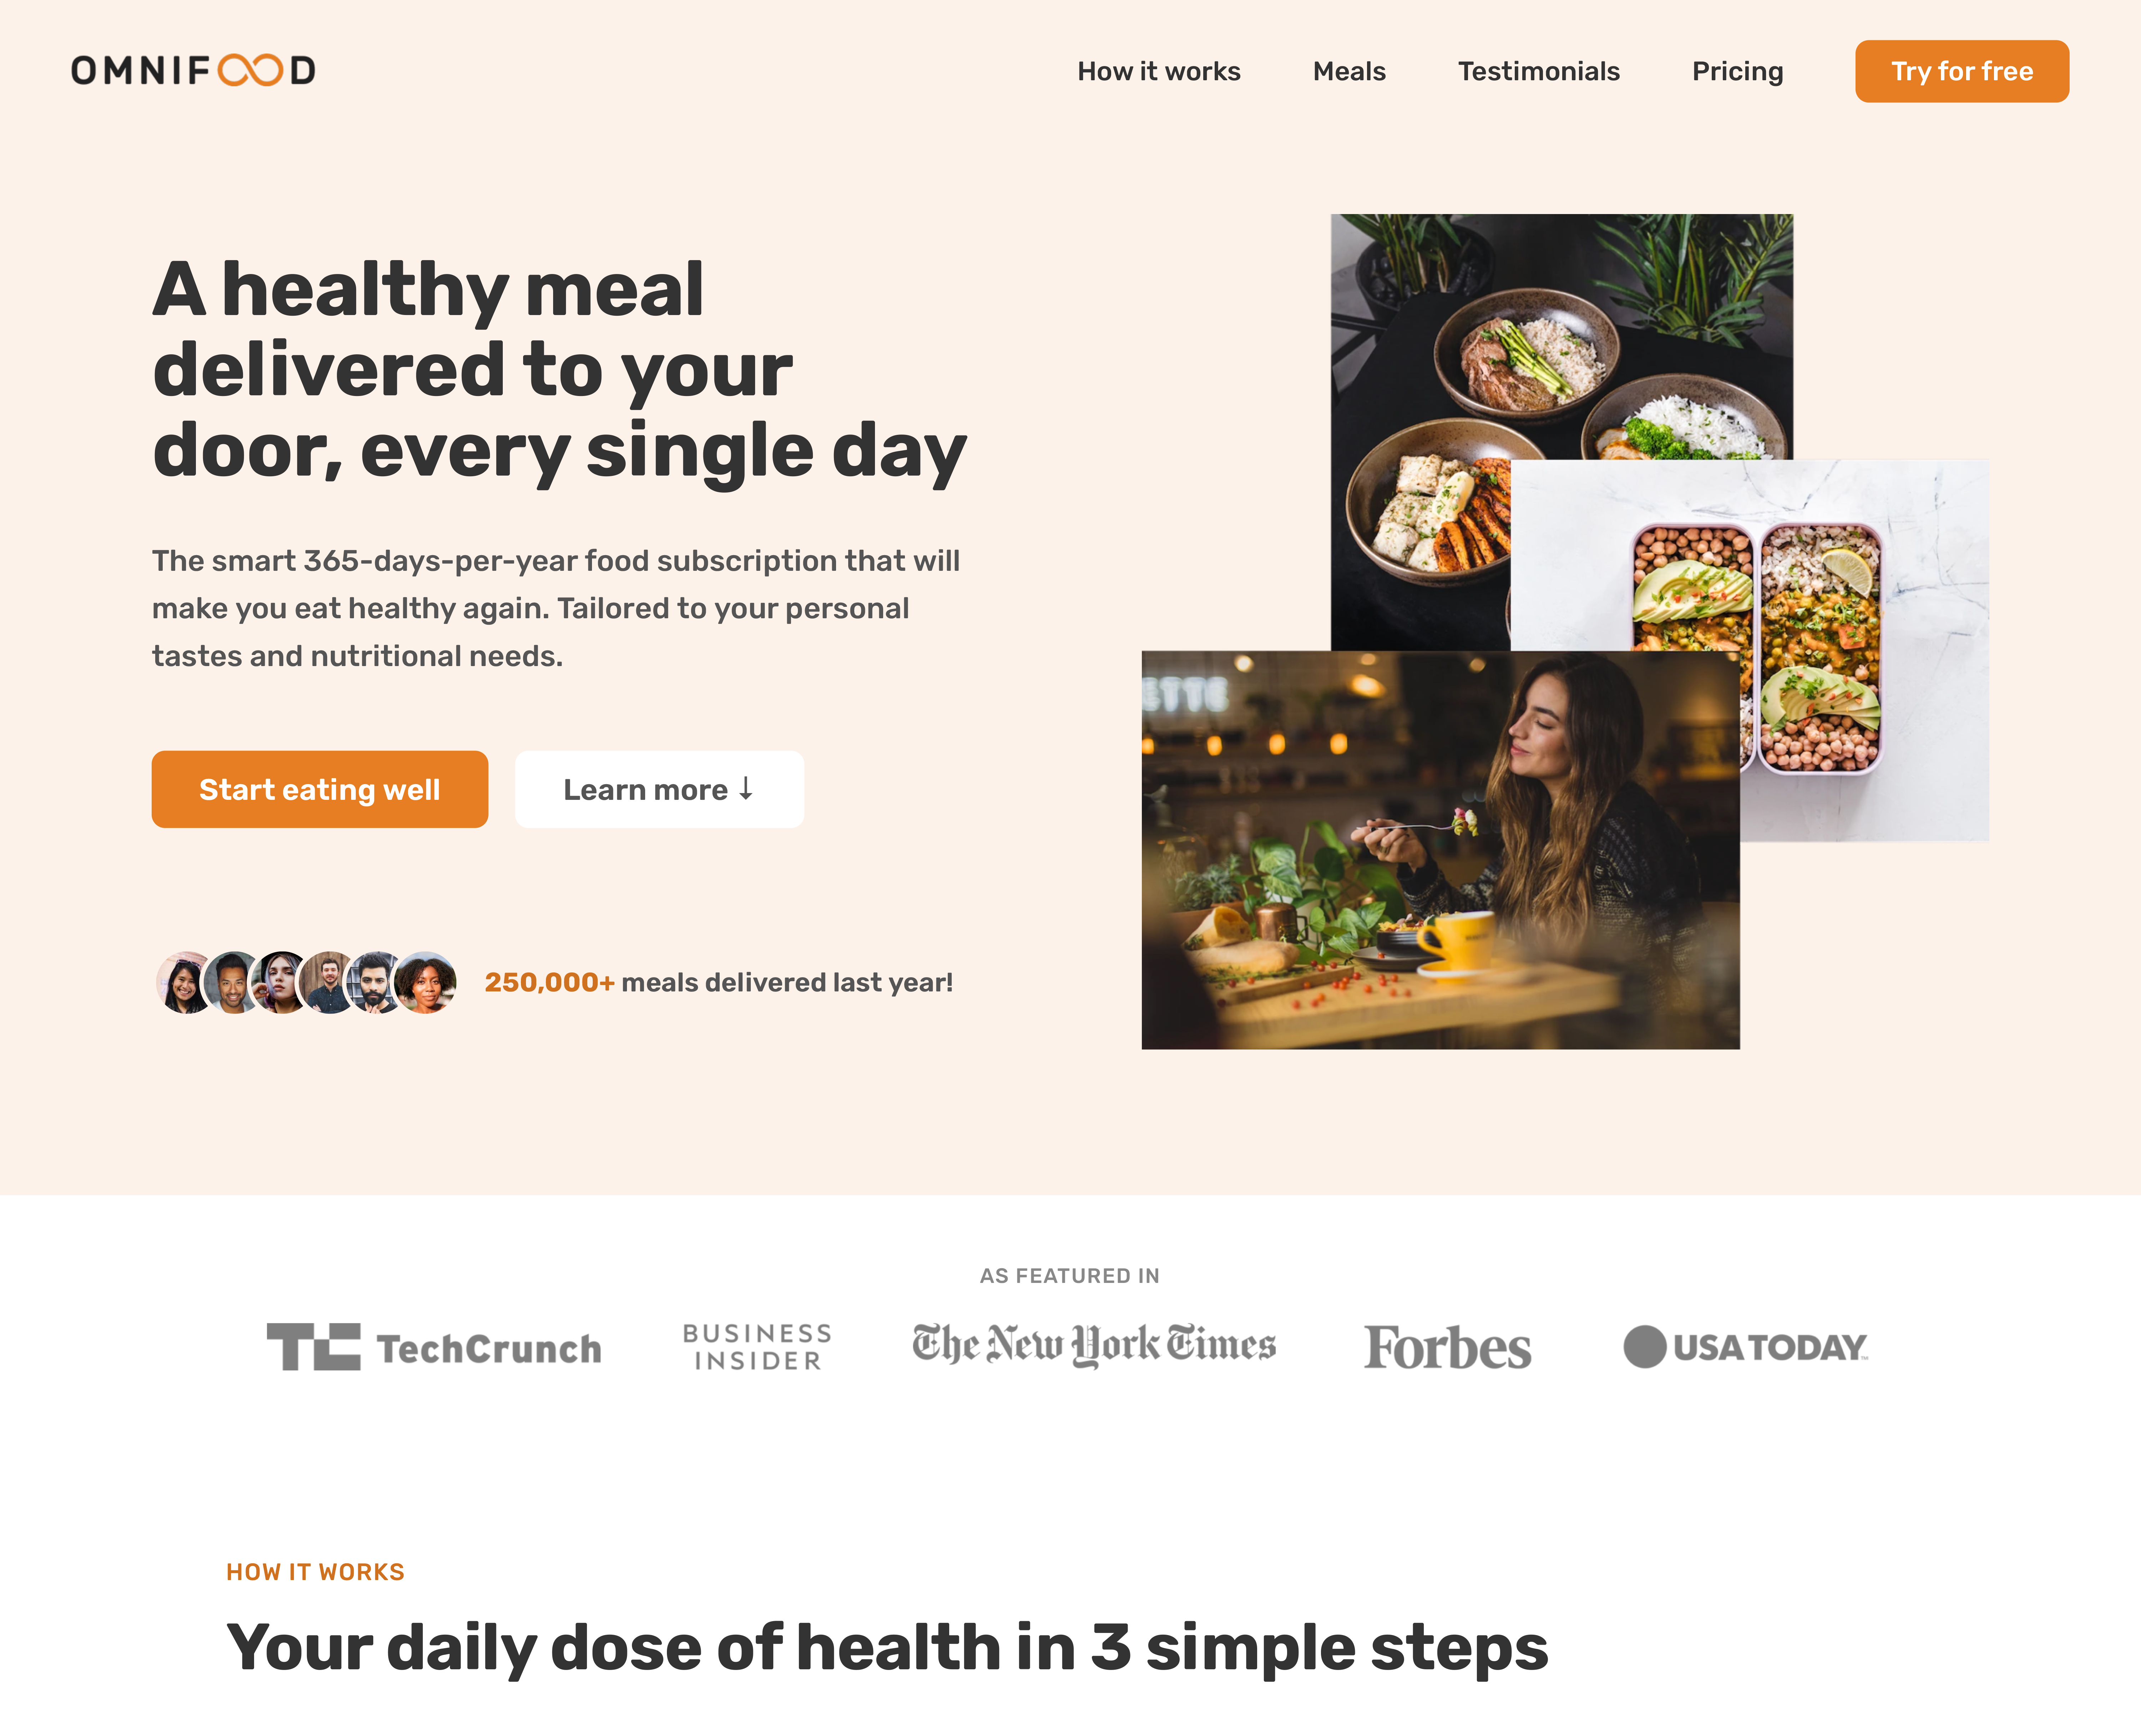 OMNIFOOD
How it works
Meals
Testimonials
Pricing
Try for free
A healthy meal
delivered to your
door, every single day
The smart 365-days-per-year food subscription that will
make you eat healthy again. Tailored to your personal
tastes and nutritional needs.
Start eating well
Learn more ↓
250,000+ meals delivered last year!
ETTE
AS FEATURED IN
TC TechCrunch
BUSINESS
INSIDER
The New York Times
Forbes
USA TODAY
HOW IT WORKS
Your daily dose of health in 3 simple steps